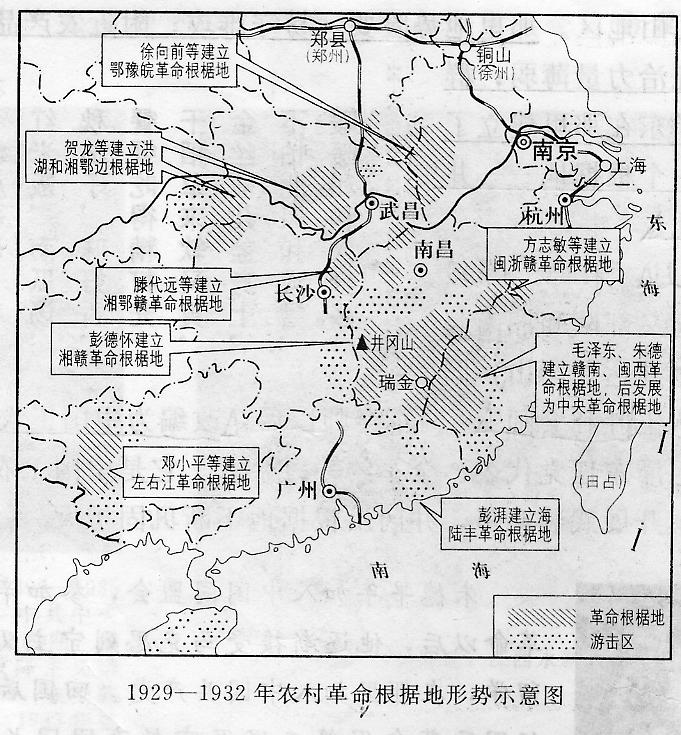 郑县
(郑州)
铜山
(徐州)
徐向前等建立
鄂豫皖革命根据地
贺龙等建立洪
湖和湘鄂边根据地
南京
上海
武昌
杭州
东
海
南昌
方志敏等建立
闽浙赣革命根据地
滕代远等建立
湘鄂赣革命根据地
长沙
彭德怀建立
湘赣革命根据地
井冈山
毛泽东、朱德
建立赣南、闽西革
命根据地，后发展
为中央革命根据地
瑞金
邓小平等建立
左右江革命根据地
广州
(日占)
彭湃建立海
陆丰革命根据地
南海
革命根据地
游击区
1929—1932年农村革命根据地形势示意图